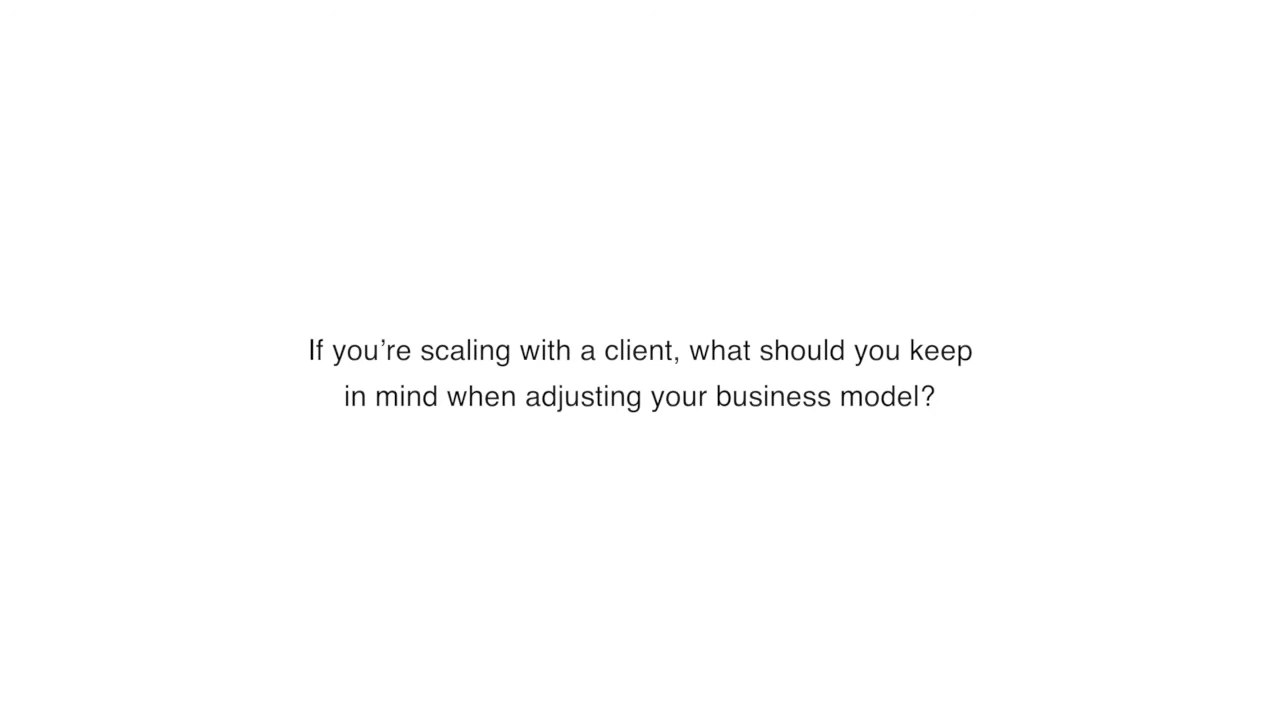 If you’re scaling with a client, what should you keep
in mind when adjusting your business model?